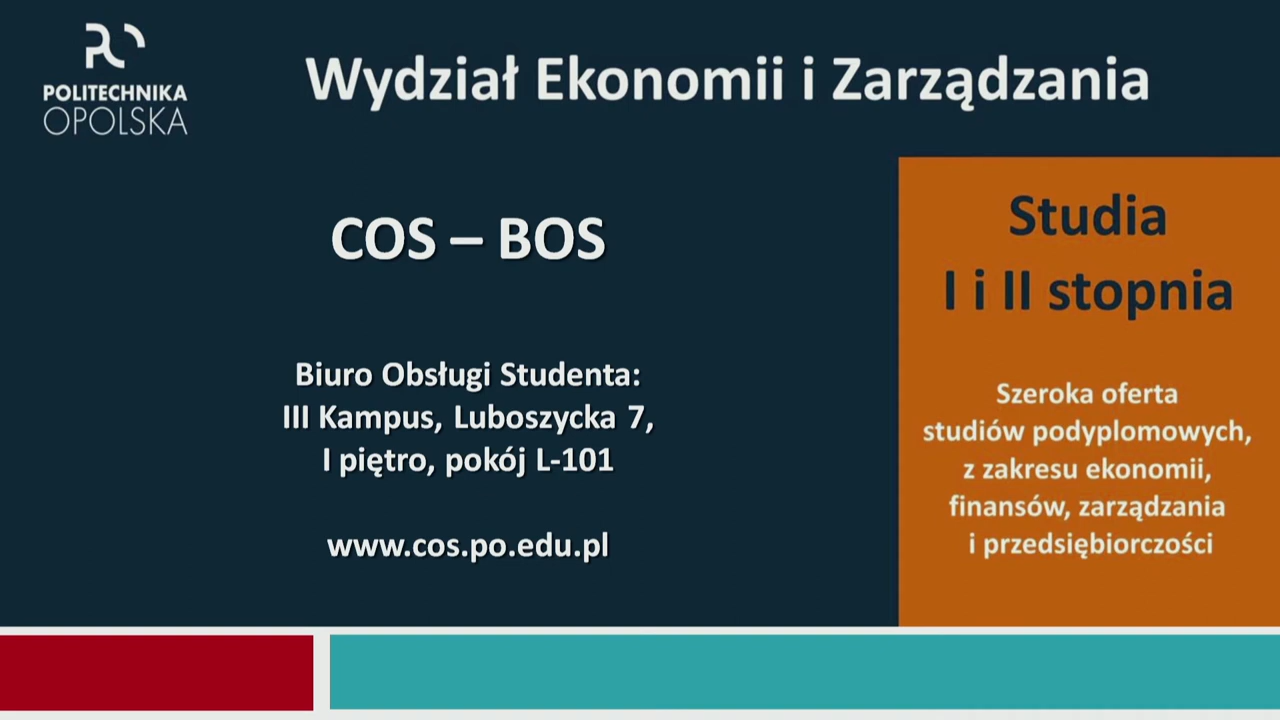 POLITECHNIKA
OPOLSKA
Wydział Ekonomii i Zarządzania
COS – BOS
Biuro Obsługi Studenta:
III Kampus, Luboszycka 7,
I piętro, pokój L-101
www.cos.po.edu.pl
Studia
I i II stopnia
Szeroka oferta
studiów podyplomowych,
z zakresu ekonomii,
finansów, zarządzania
i przedsiębiorczości